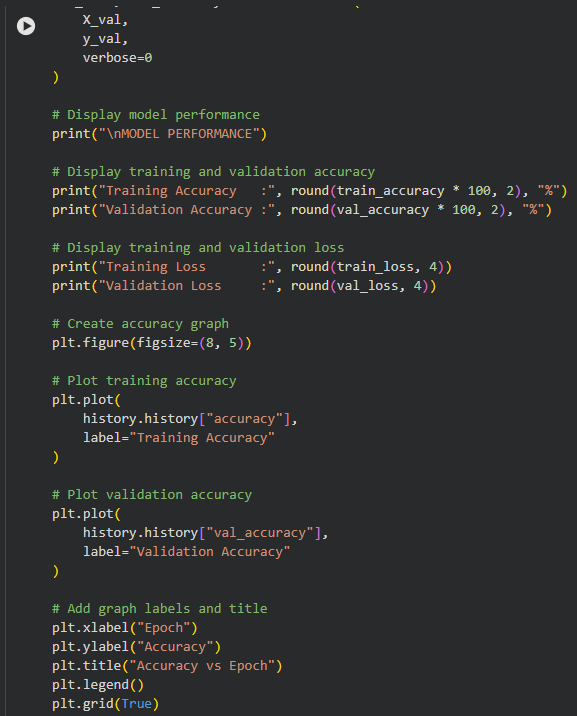 X_val,
y_val,
verbose=0
)
# Display model performance
print("\nMODEL PERFORMANCE")
# Display training and validation accuracy
print("Training Accuracy   :", round(train_accuracy * 100, 2), "%")
print("Validation Accuracy :", round(val_accuracy * 100, 2), "%")
# Display training and validation loss
print("Training Loss       :", round(train_loss, 4))
print("Validation Loss     :", round(val_loss, 4))
# Create accuracy graph
plt.figure(figsize=(8, 5))
# Plot training accuracy
plt.plot(
history.history["accuracy"],
label="Training Accuracy"
)
# Plot validation accuracy
plt.plot(
history.history["val_accuracy"],
label="Validation Accuracy"
)
# Add graph labels and title
plt.xlabel("Epoch")
plt.ylabel("Accuracy")
plt.title("Accuracy vs Epoch")
plt.legend()
plt.grid(True)